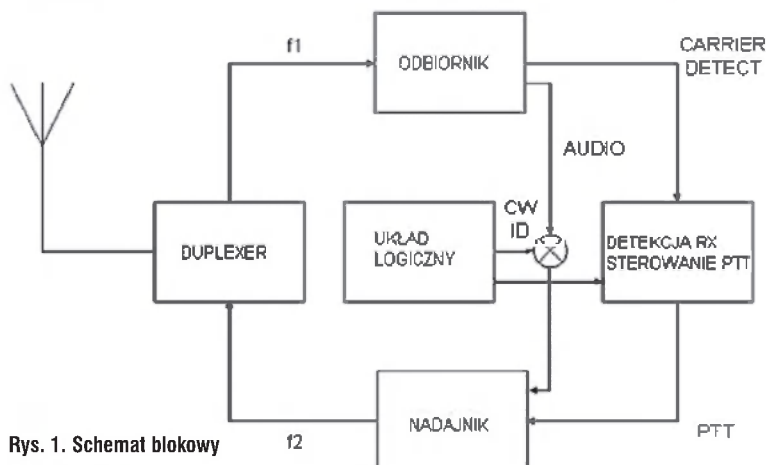 f1
ODBIORNIK
CARRIER
DETECT
AUDIO
CW
ID
DUPLEXER
UKŁAD
LOGICZNY
DETEKCJA RX
STEROWANIE PTT
NADAJNIK
f2
PTT
Rys. 1. Schemat blokowy